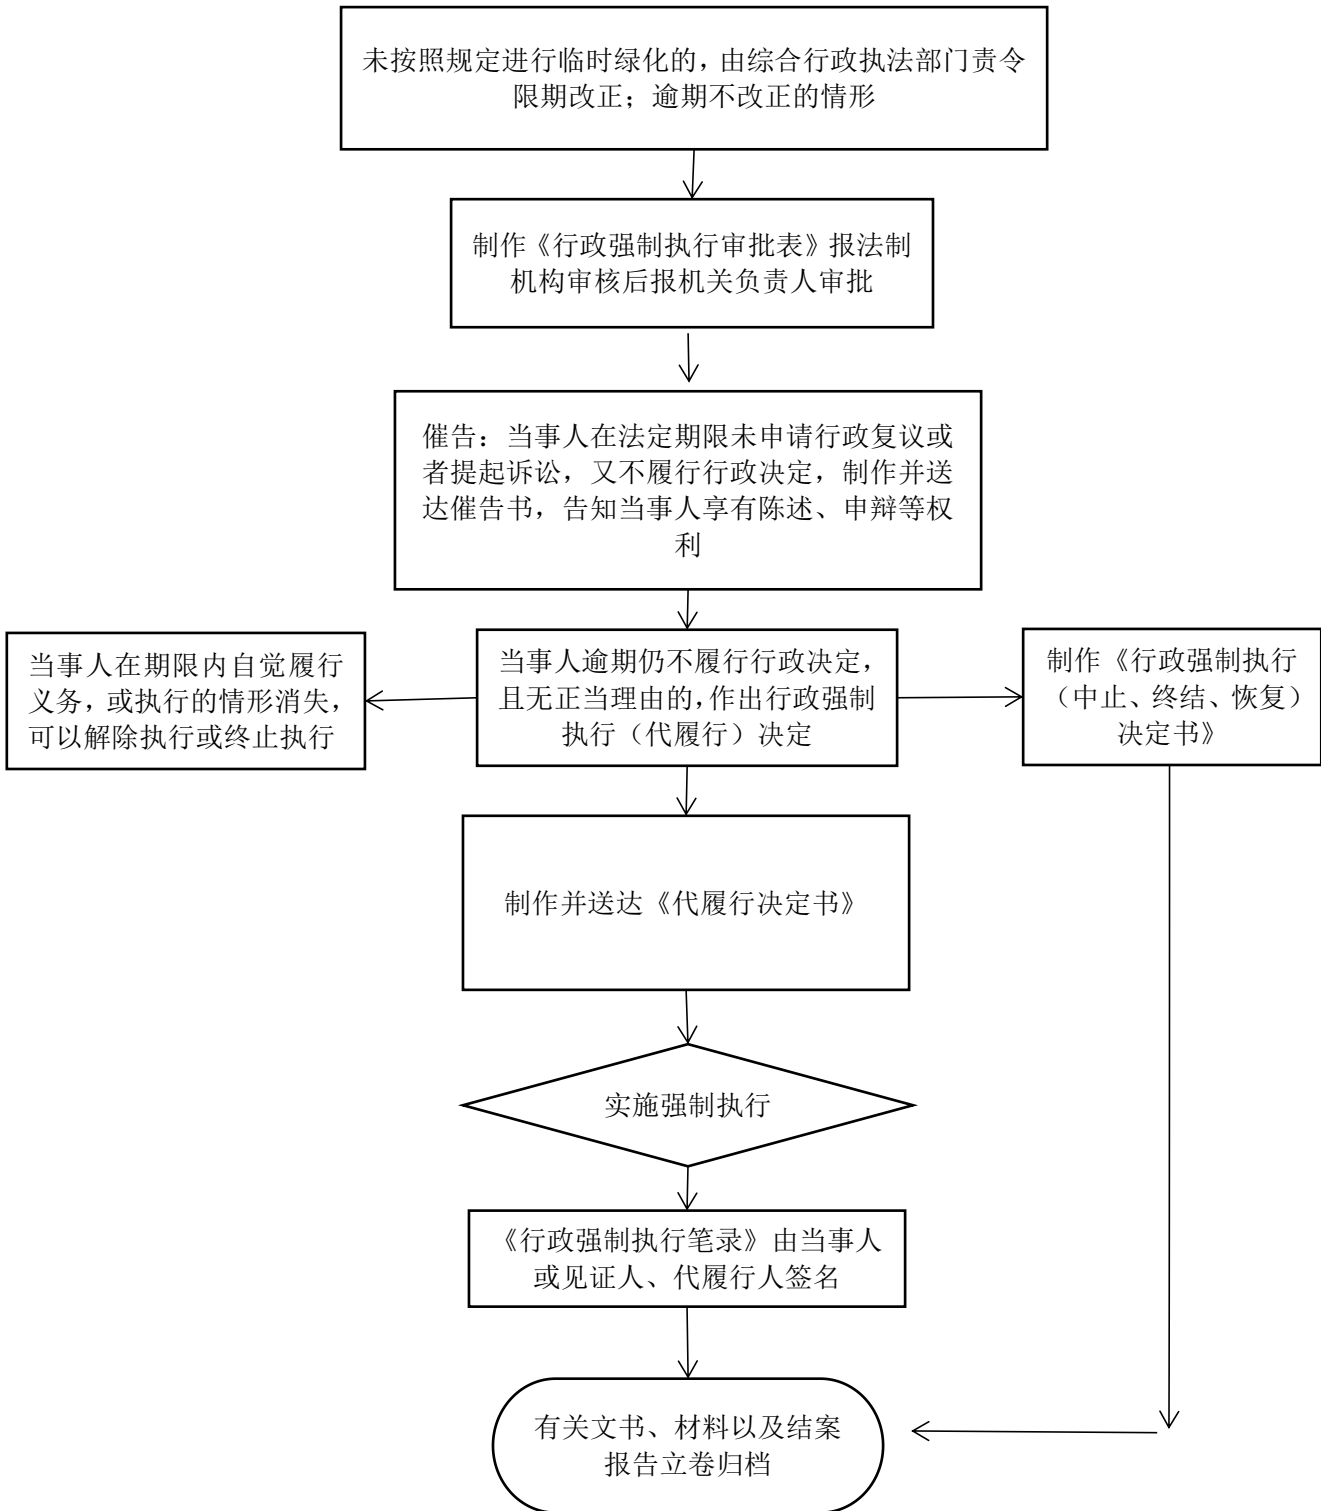 未按照规定进行临时绿化的，由综合行政执法部门责令
限期改正；逾期不改正的情形
制作《行政强制执行审批表》报法制
机构审核后报机关负责人审批
催告：当事人在法定期限未申请行政复议或
者提起诉讼，又不履行行政决定，制作并送
达催告书，告知当事人享有陈述、申辩等权
利
当事人在期限内自觉履行
义务，或执行的情形消失，
可以解除执行或终止执行
当事人逾期仍不履行行政决定，
且无正当理由的，作出行政强制
执行（代履行）决定
制作《行政强制执行
（中止、终结、恢复）
决定书》
制作并送达《代履行决定书》
实施强制执行
《行政强制执行笔录》由当事人
或见证人、代履行人签名
有关文书、材料以及结案
报告立卷归档